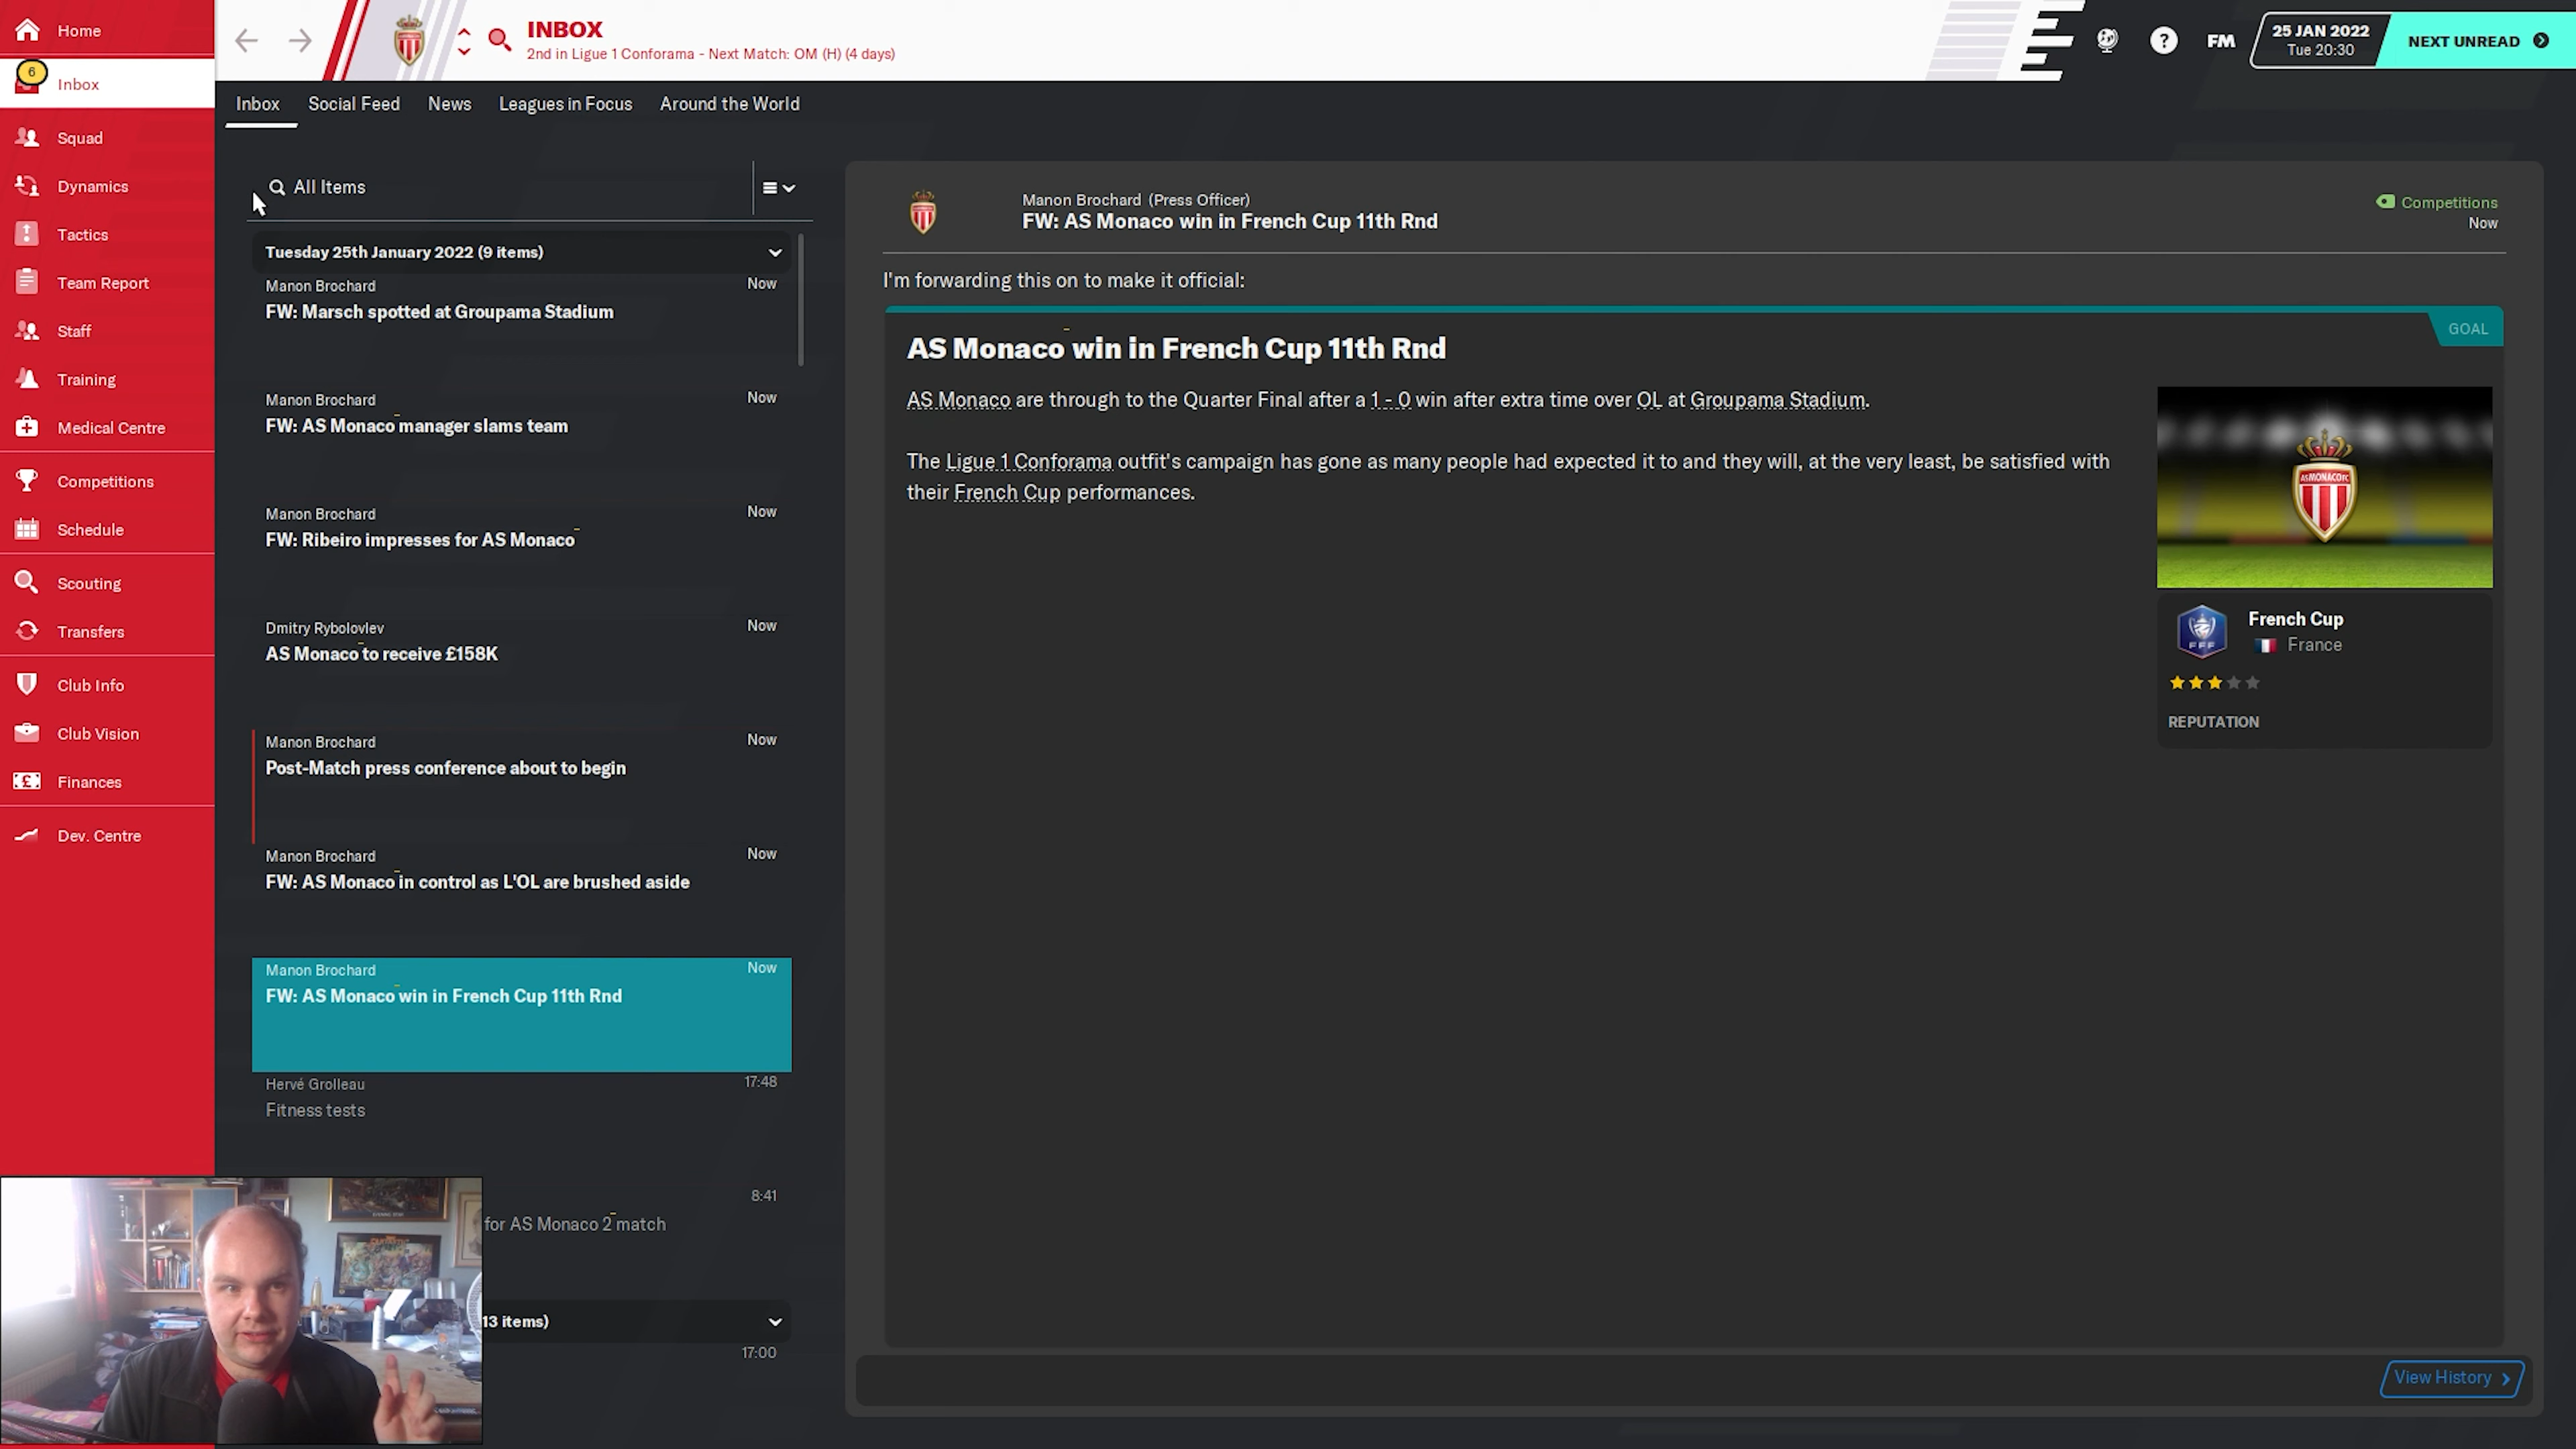 Home
6
Inbox
Squad
Dynamics
Tactics
Team Report
Staff
Training
Medical Centre
Competitions
Schedule
Scouting
Transfers
Club Info
Club Vision
Finances
Dev. Centre
INBOX
2nd in Ligue 1 Conforama - Next Match: OM (H) (4 days)
?
FM
25 JAN 2022
Tue 20:30
NEXT UNREAD
Inbox Social Feed News Leagues in Focus Around the World
All Items
Tuesday 25th January 2022 (9 items)
Manon Brochard Now
FW: Marsch spotted at Groupama Stadium
Manon Brochard Now
FW: AS Monaco manager slams team
Manon Brochard Now
FW: Ribeiro impresses for AS Monaco
Dmitry Rybolovlev Now
AS Monaco to receive £158K
Manon Brochard Now
Post-Match press conference about to begin
Manon Brochard Now
FW: AS Monaco in control as L'OL are brushed aside
Manon Brochard Now
FW: AS Monaco win in French Cup 11th Rnd
Hervé Grolleau 17:48
Fitness tests
8:41
for AS Monaco 2 match
13 items)
17:00
Manon Brochard (Press Officer)
FW: AS Monaco win in French Cup 11th Rnd
Competitions
Now
I'm forwarding this on to make it official:
GOAL
AS Monaco win in French Cup 11th Rnd
AS Monaco are through to the Quarter Final after a 1 - 0 win after extra time over OL at Groupama Stadium.
The Ligue 1 Conforama outfit's campaign has gone as many people had expected it to and they will, at the very least, be satisfied with
their French Cup performances.
ASMONACOFC
FFF
French Cup
France
REPUTATION
View History